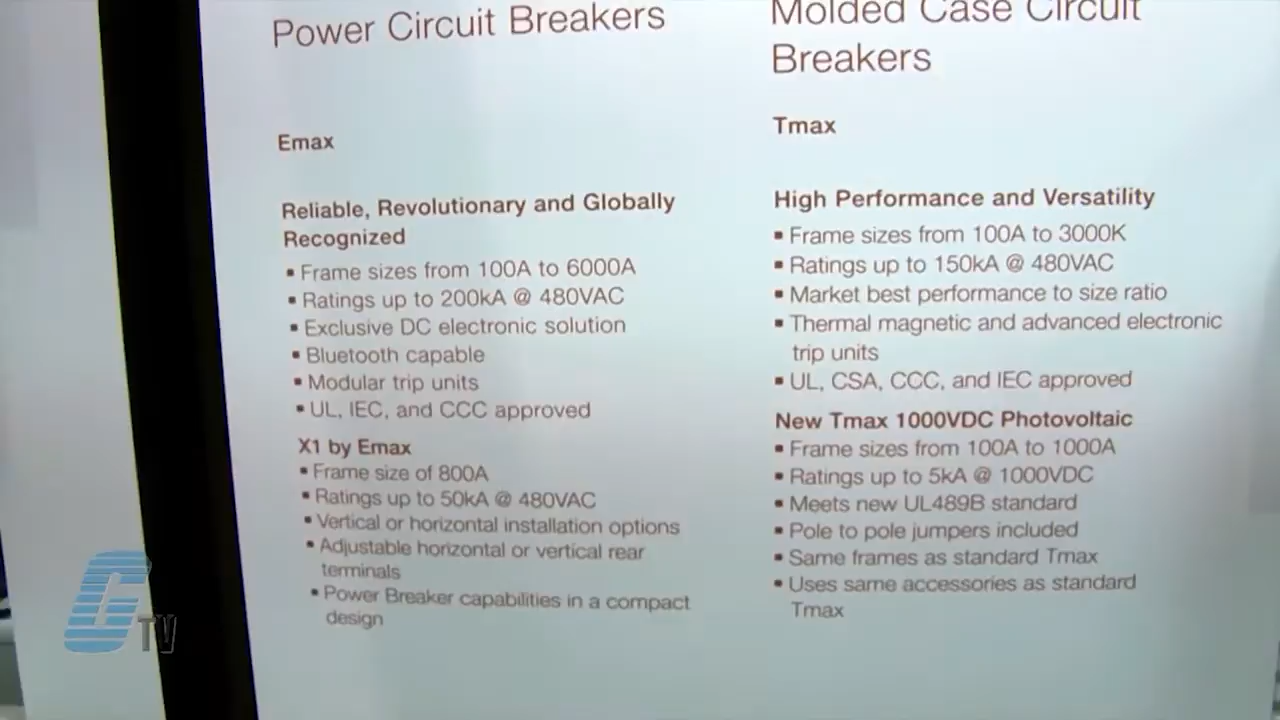 Power Circuit Breakers
Emax
Reliable, Revolutionary and Globally
Recognized
▪ Frame sizes from 100A to 6000A
▪ Ratings up to 200kA @ 480VAC
▪ Exclusive DC electronic solution
▪ Bluetooth capable
▪ Modular trip units
▪ UL, IEC, and CCC approved
X1 by Emax
▪ Frame size of 800A
▪ Ratings up to 50kA @ 480VAC
▪ Vertical or horizontal installation options
▪ Adjustable horizontal or vertical rear
terminals
▪ Power Breaker capabilities in a compact
design
Molded Case Circuit
Breakers
Tmax
High Performance and Versatility
▪ Frame sizes from 100A to 3000K
▪ Ratings up to 150kA @ 480VAC
▪ Market best performance to size ratio
▪ Thermal magnetic and advanced electronic
trip units
▪ UL, CSA, CCC, and IEC approved
New Tmax 1000VDC Photovoltaic
▪ Frame sizes from 100A to 1000A
▪ Ratings up to 5kA @ 1000VDC
▪ Meets new UL489B standard
▪ Pole to pole jumpers included
▪ Same frames as standard Tmax
▪ Uses same accessories as standard
Tmax
G TV